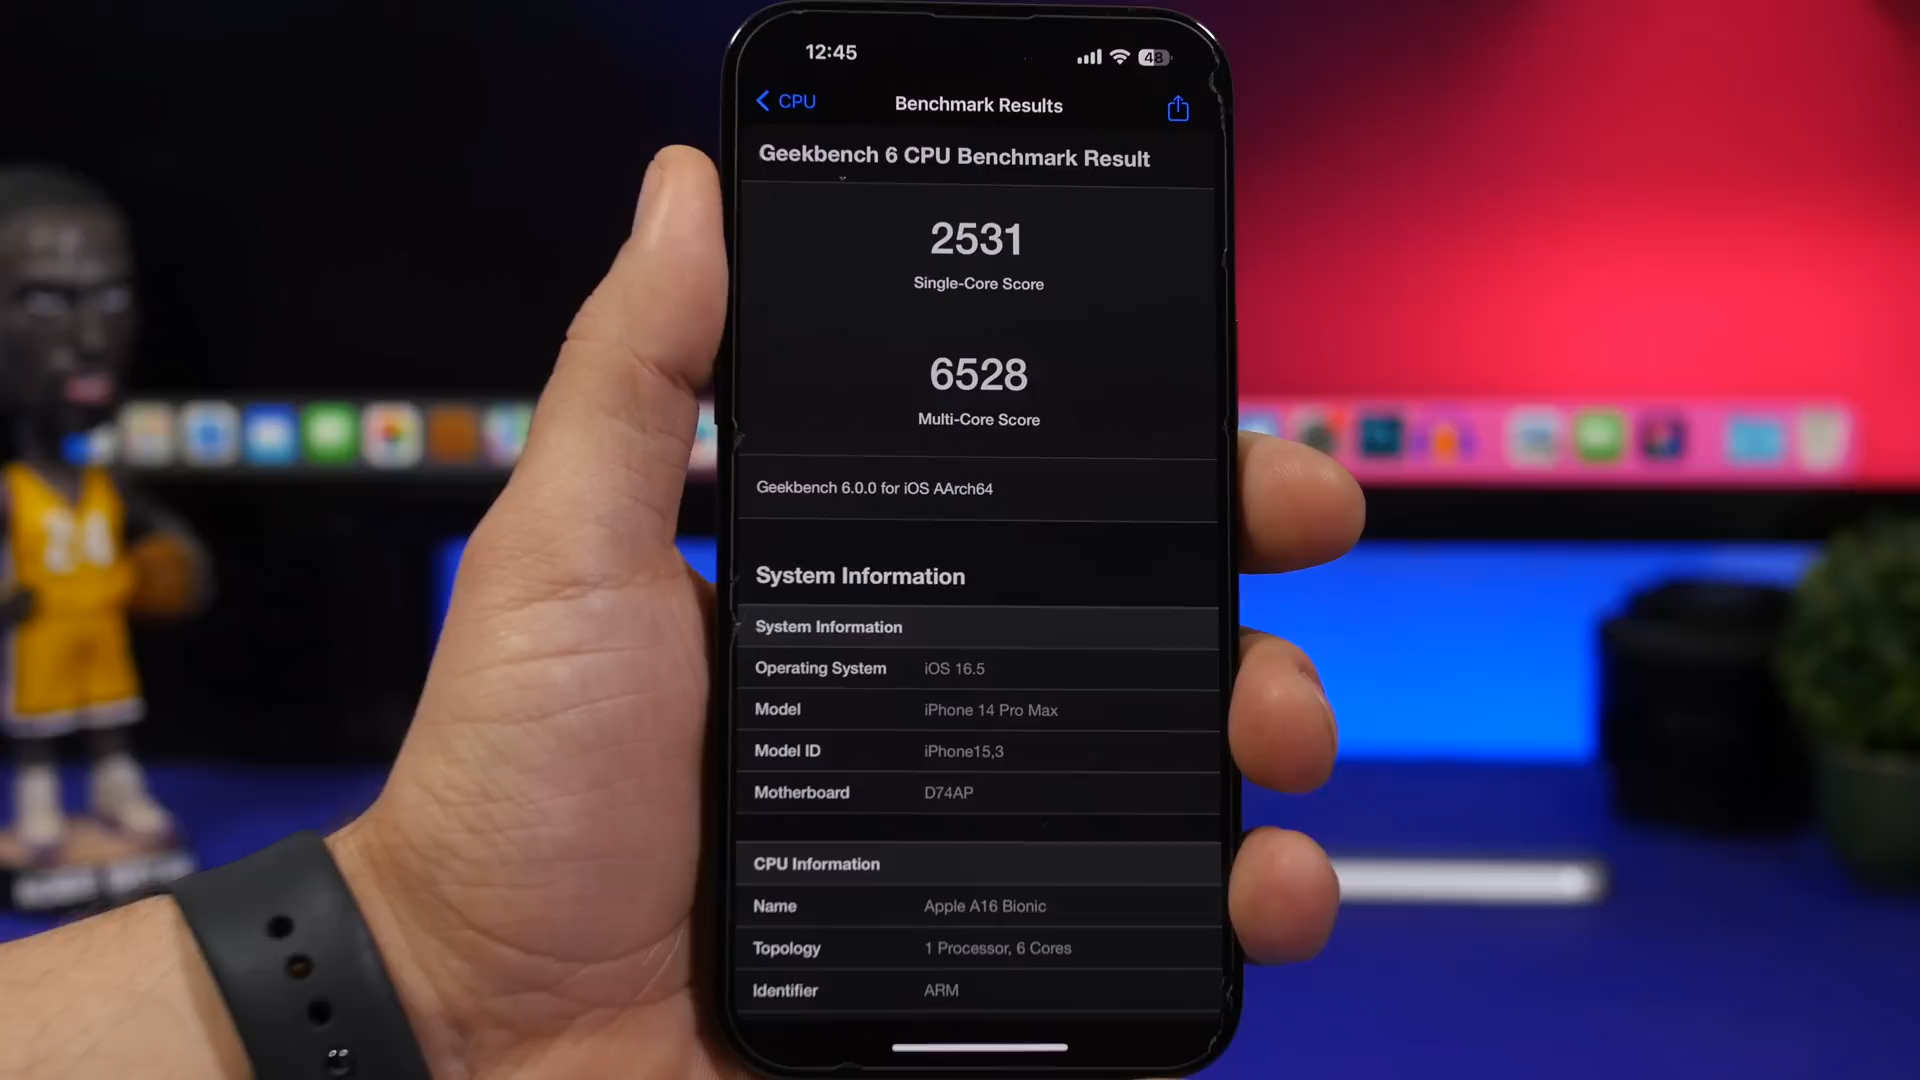 12:45
48
CPU
Benchmark Results
Geekbench 6 CPU Benchmark Result
2531
Single-Core Score
6528
Multi-Core Score
Geekbench 6.0.0 for iOS AArch64
System Information
System Information
Operating System iOS 16.5
Model iPhone 14 Pro Max
Model ID iPhone15,3
Motherboard D74AP
CPU Information
Name Apple A16 Bionic
Topology 1 Processor, 6 Cores
Identifier ARM
24